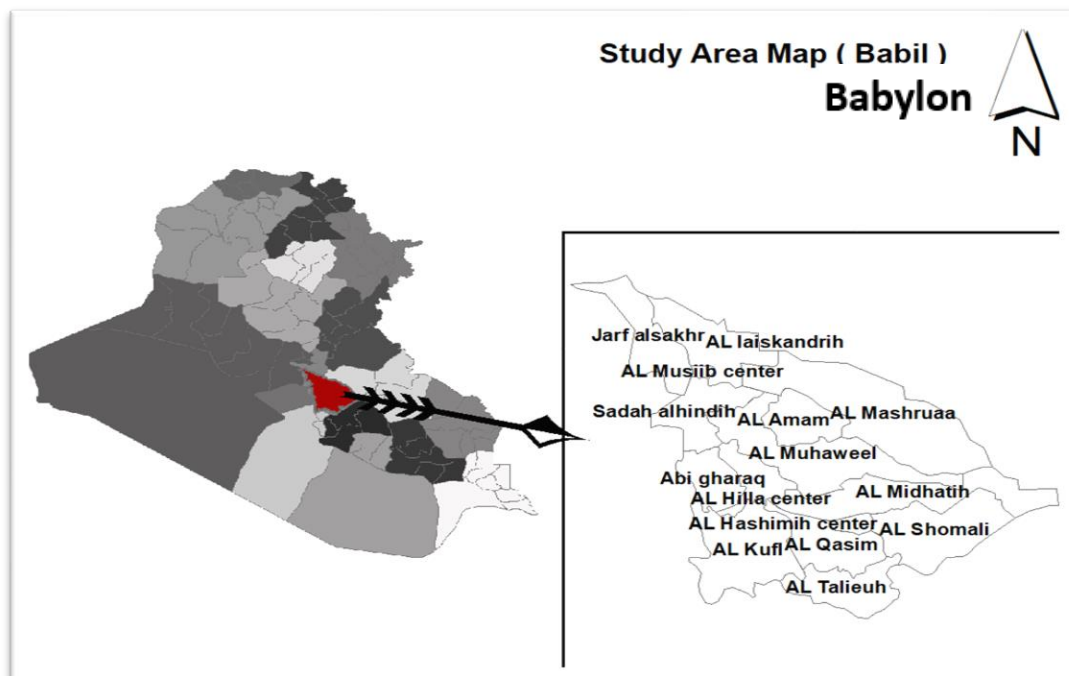 Study Area Map ( Babil )
Babylon
N
Jarf alsakhr
AL Iaiskandrih
AL Musiib center
Sadah alhindih
AL Amam
AL Mashruaa
AL Muhaweel
Abi gharaq
AL Midhatih
AL Hilla center
AL Hashimih center
AL Shomali
AL Kufl
AL Qasim
AL Talieuh